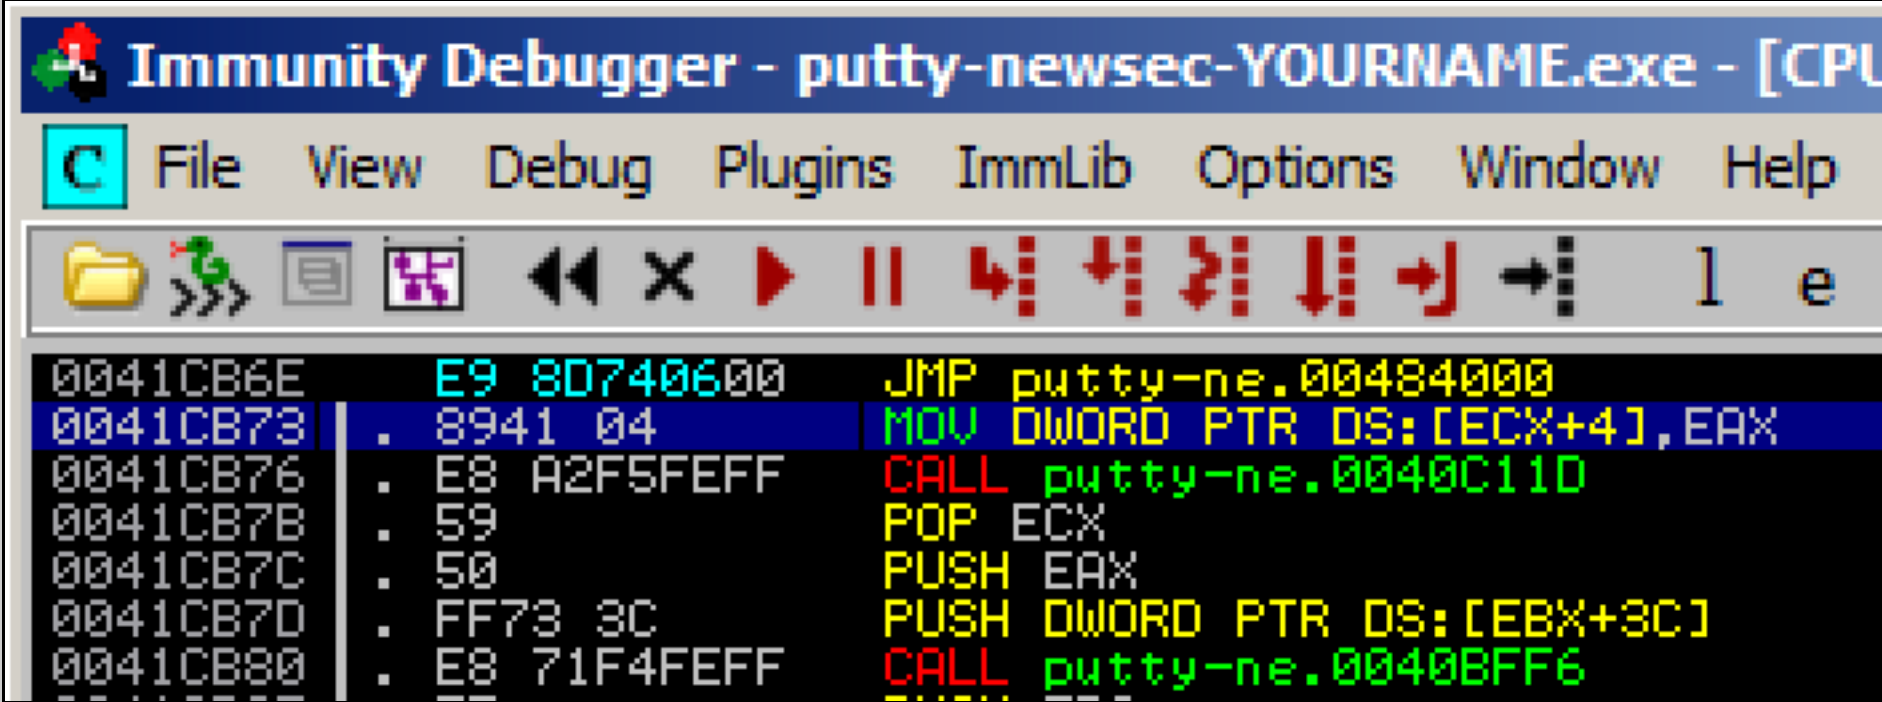 Immunity Debugger - putty-newsec-YOURNAME.exe - [CPU
C File View Debug Plugins ImmLib Options Window Help
l e
0041CB6E E9 8D740600 JMP putty-ne.00484000
0041CB73 . 8941 04 MOV DWORD PTR DS:[ECX+4],EAX
0041CB76 . E8 A2F5FEFF CALL putty-ne.0040C11D
0041CB7B . 59 POP ECX
0041CB7C . 50 PUSH EAX
0041CB7D . FF73 3C PUSH DWORD PTR DS:[EBX+3C]
0041CB80 . E8 71F4FEFF CALL putty-ne.0040BFF6